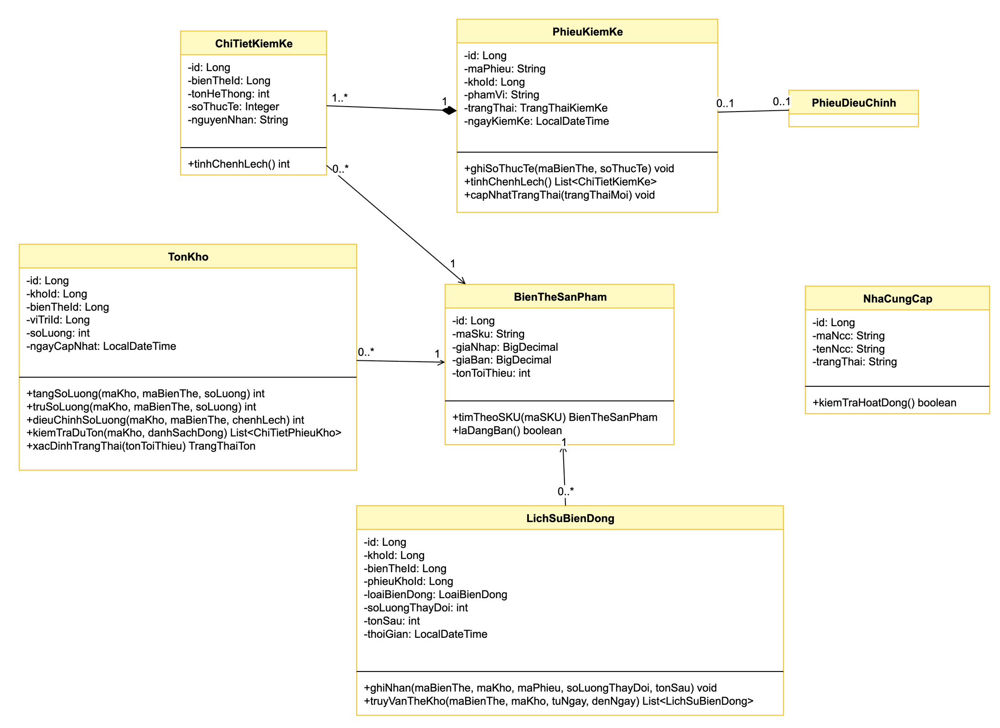 ChiTietKiemKe
-id: Long
-bienTheId: Long
-tonHeThong: int
-soThucTe: Integer
-nguyenNhan: String
+tinhChenhLech() int
1..*
1
0..*
1
PhieuKiemKe
-id: Long
-maPhieu: String
-khoId: Long
-phamVi: String
-trangThai: TrangThaiKiemKe
-ngayKiemKe: LocalDateTime
+ghiSoThucTe(maBienThe, soThucTe) void
+tinhChenhLech() List<ChiTietKiemKe>
+capNhatTrangThai(trangThaiMoi) void
0..1
0..1
PhieuDieuChinh
TonKho
-id: Long
-khoId: Long
-bienTheId: Long
-viTriId: Long
-soLuong: int
-ngayCapNhat: LocalDateTime
+tangSoLuong(maKho, maBienThe, soLuong) int
+truSoLuong(maKho, maBienThe, soLuong) int
+dieuChinhSoLuong(maKho, maBienThe, chenhLech) int
+kiemTraDuTon(maKho, danhSachDong) List<ChiTietPhieuKho>
+xacDinhTrangThai(tonToiThieu) TrangThaiTon
0..*
1
BienTheSanPham
-id: Long
-maSku: String
-giaNhap: BigDecimal
-giaBan: BigDecimal
-tonToiThieu: int
+timTheoSKU(maSKU) BienTheSanPham
+laDangBan() boolean
1
0..*
NhaCungCap
-id: Long
-maNcc: String
-tenNcc: String
-trangThai: String
+kiemTraHoatDong() boolean
LichSuBienDong
-id: Long
-khoId: Long
-bienTheId: Long
-phieuKhoId: Long
-loaiBienDong: LoaiBienDong
-soLuongThayDoi: int
-tonSau: int
-thoiGian: LocalDateTime
+ghiNhan(maBienThe, maKho, maPhieu, soLuongThayDoi, tonSau) void
+truyVanTheKho(maBienThe, maKho, tuNgay, denNgay) List<LichSuBienDong>